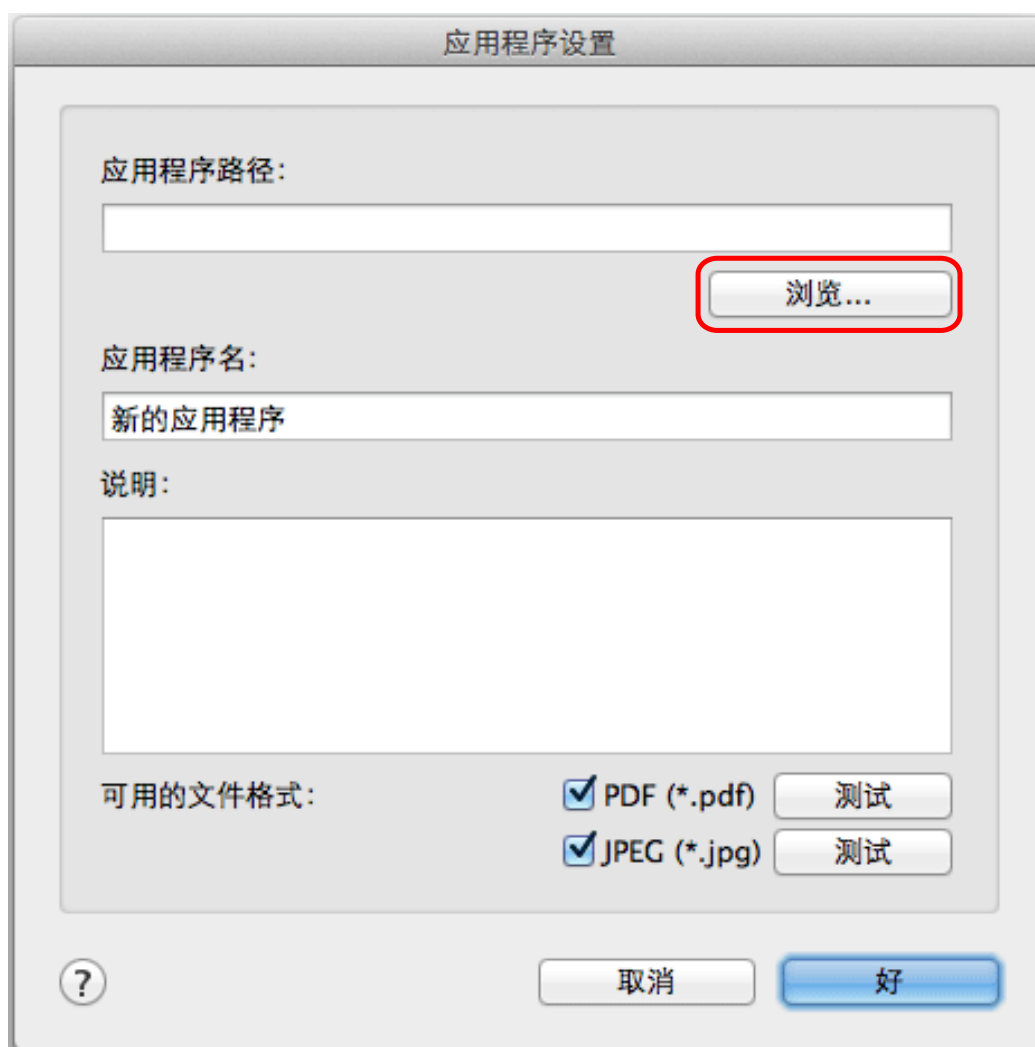 应用程序设置
应用程序路径：
浏览...
应用程序名：
新的应用程序
说明：
可用的文件格式：
PDF (*.pdf) 测试
JPEG (*.jpg) 测试
? 取消 好